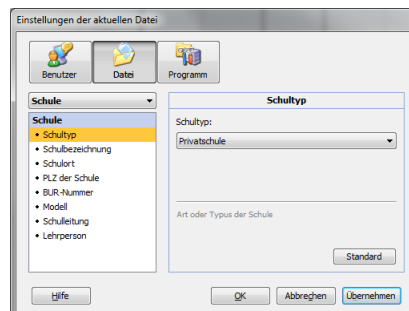 Einstellungen der aktuellen Datei
Benutzer
Datei
Programm
Schule
Schule
Schultyp
Schulbezeichnung
Schulort
PLZ der Schule
BUR-Nummer
Modell
Schulleitung
Lehrperson
Schultyp
Schultyp:
Privatschule
Art oder Typus der Schule
Standard
Hilfe
OK
Abbrechen
Übernehmen